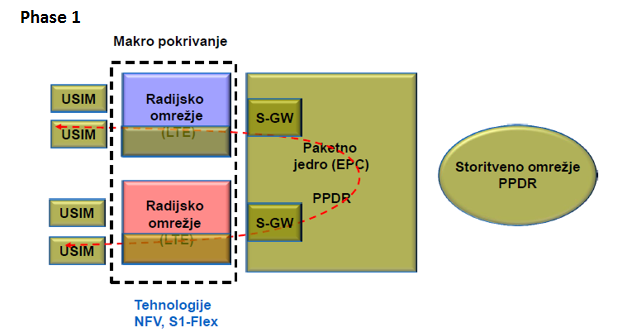 Phase 1
Makro pokrivanje
USIM
USIM
Radijsko
omrežje
(LTE)
S-GW
Paketno
jedro (EPC)
PPDR
Storitveno omrežje
PPDR
USIM
USIM
Radijsko
omrežje
(LTE)
S-GW
Tehnologije
NFV, S1-Flex